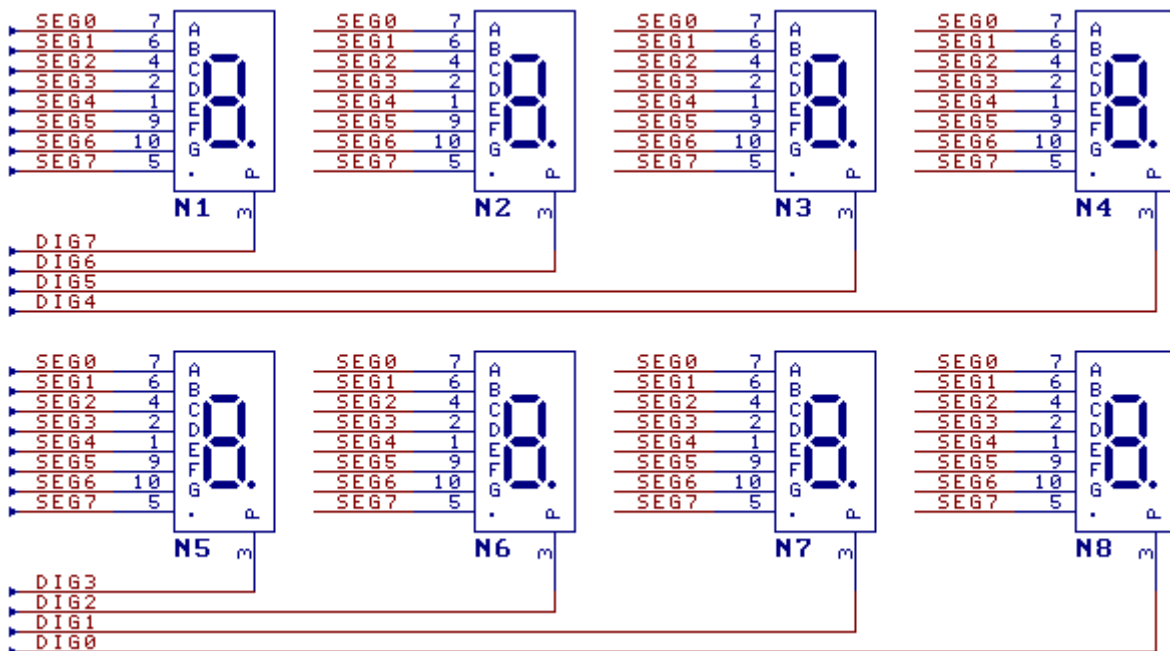 SEG0 7 A SEG0 7 A SEG0 7 A SEG0 7 A
SEG1 6 B SEG1 6 B SEG1 6 B SEG1 6 B
SEG2 4 C SEG2 4 C SEG2 4 C SEG2 4 C
SEG3 2 D SEG3 2 D SEG3 2 D SEG3 2 D
SEG4 1 E SEG4 1 E SEG4 1 E SEG4 1 E
SEG5 9 F SEG5 9 F SEG5 9 F SEG5 9 F
SEG6 10 G SEG6 10 G SEG6 10 G SEG6 10 G
SEG7 5 . P SEG7 5 . P SEG7 5 . P SEG7 5 . P
N1 3 N2 3 N3 3 N4 3
DIG7
DIG6
DIG5
DIG4
SEG0 7 A SEG0 7 A SEG0 7 A SEG0 7 A
SEG1 6 B SEG1 6 B SEG1 6 B SEG1 6 B
SEG2 4 C SEG2 4 C SEG2 4 C SEG2 4 C
SEG3 2 D SEG3 2 D SEG3 2 D SEG3 2 D
SEG4 1 E SEG4 1 E SEG4 1 E SEG4 1 E
SEG5 9 F SEG5 9 F SEG5 9 F SEG5 9 F
SEG6 10 G SEG6 10 G SEG6 10 G SEG6 10 G
SEG7 5 . P SEG7 5 . P SEG7 5 . P SEG7 5 . P
N5 3 N6 3 N7 3 N8 3
DIG3
DIG2
DIG1
DIG0